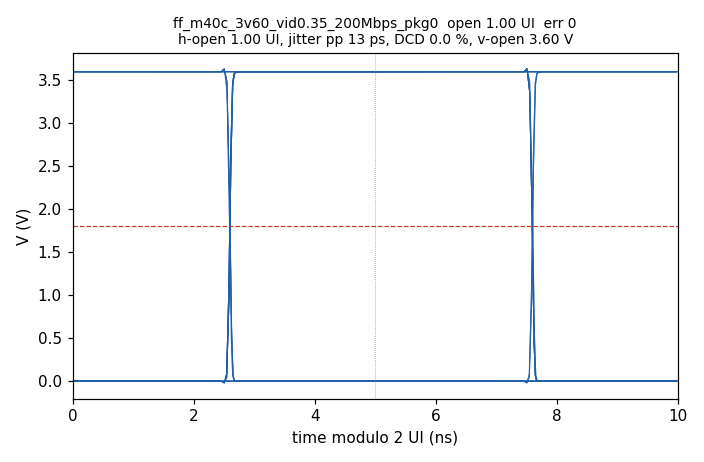 ff_m40c_3v60_vid0.35_200Mbps_pkg0  open 1.00 UI  err 0
h-open 1.00 UI, jitter pp 13 ps, DCD 0.0 %, v-open 3.60 V
3.5
3.0
2.5
2.0
1.5
1.0
0.5
0.0
V (V)
0 2 4 6 8 10
time modulo 2 UI (ns)